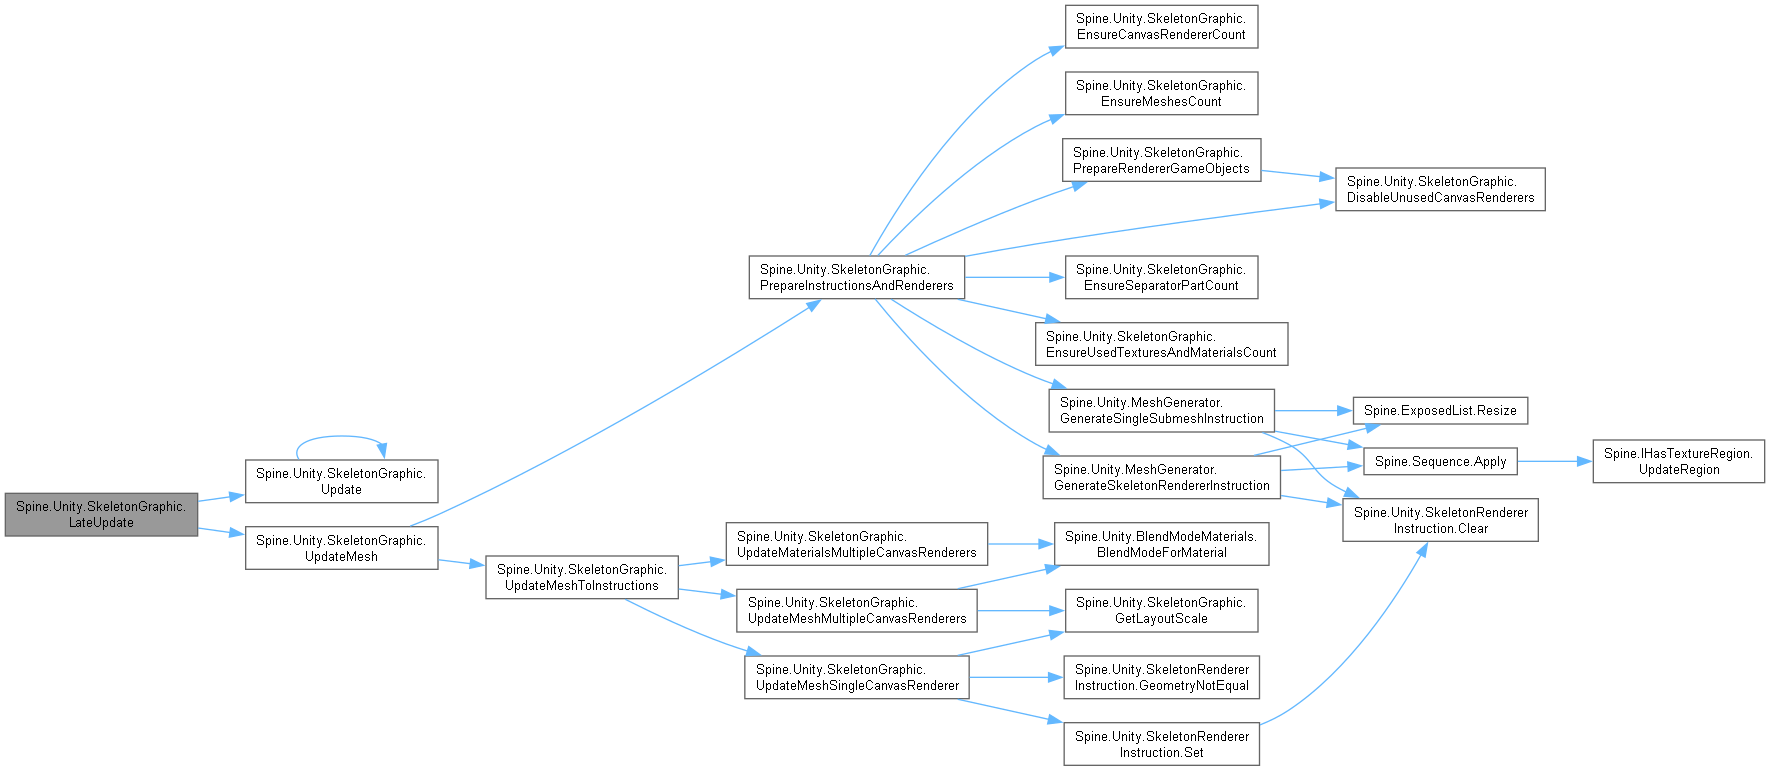 Spine.Unity.SkeletonGraphic.
EnsureCanvasRendererCount
Spine.Unity.SkeletonGraphic.
EnsureMeshesCount
Spine.Unity.SkeletonGraphic.
PrepareRendererGameObjects
Spine.Unity.SkeletonGraphic.
DisableUnusedCanvasRenderers
Spine.Unity.SkeletonGraphic.
PrepareInstructionsAndRenderers
Spine.Unity.SkeletonGraphic.
EnsureSeparatorPartCount
Spine.Unity.SkeletonGraphic.
EnsureUsedTexturesAndMaterialsCount
Spine.Unity.MeshGenerator.
GenerateSingleSubmeshInstruction
Spine.ExposedList.Resize
Spine.Unity.SkeletonGraphic.
Update
Spine.Unity.MeshGenerator.
GenerateSkeletonRendererInstruction
Spine.Sequence.Apply
Spine.IHasTextureRegion.
UpdateRegion
Spine.Unity.SkeletonGraphic.
LateUpdate
Spine.Unity.SkeletonRenderer
Instruction.Clear
Spine.Unity.SkeletonGraphic.
UpdateMesh
Spine.Unity.SkeletonGraphic.
UpdateMaterialsMultipleCanvasRenderers
Spine.Unity.BlendModeMaterials.
BlendModeForMaterial
Spine.Unity.SkeletonGraphic.
UpdateMeshToInstructions
Spine.Unity.SkeletonGraphic.
UpdateMeshMultipleCanvasRenderers
Spine.Unity.SkeletonGraphic.
GetLayoutScale
Spine.Unity.SkeletonGraphic.
UpdateMeshSingleCanvasRenderer
Spine.Unity.SkeletonRenderer
Instruction.GeometryNotEqual
Spine.Unity.SkeletonRenderer
Instruction.Set